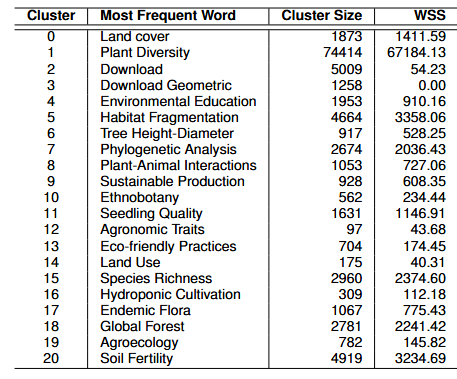 Cluster Most Frequent Word Cluster Size WSS
0 Land cover 1873 1411.59
1 Plant Diversity 74414 67184.13
2 Download 5009 54.23
3 Download Geometric 1258 0.00
4 Environmental Education 1953 910.16
5 Habitat Fragmentation 4664 3358.06
6 Tree Height-Diameter 917 528.25
7 Phylogenetic Analysis 2674 2036.43
8 Plant-Animal Interactions 1053 727.06
9 Sustainable Production 928 608.35
10 Ethnobotany 562 234.44
11 Seedling Quality 1631 1146.91
12 Agronomic Traits 97 43.68
13 Eco-friendly Practices 704 174.45
14 Land Use 175 40.31
15 Species Richness 2960 2374.60
16 Hydroponic Cultivation 309 112.18
17 Endemic Flora 1067 775.43
18 Global Forest 2781 2241.42
19 Agroecology 782 145.82
20 Soil Fertility 4919 3234.69